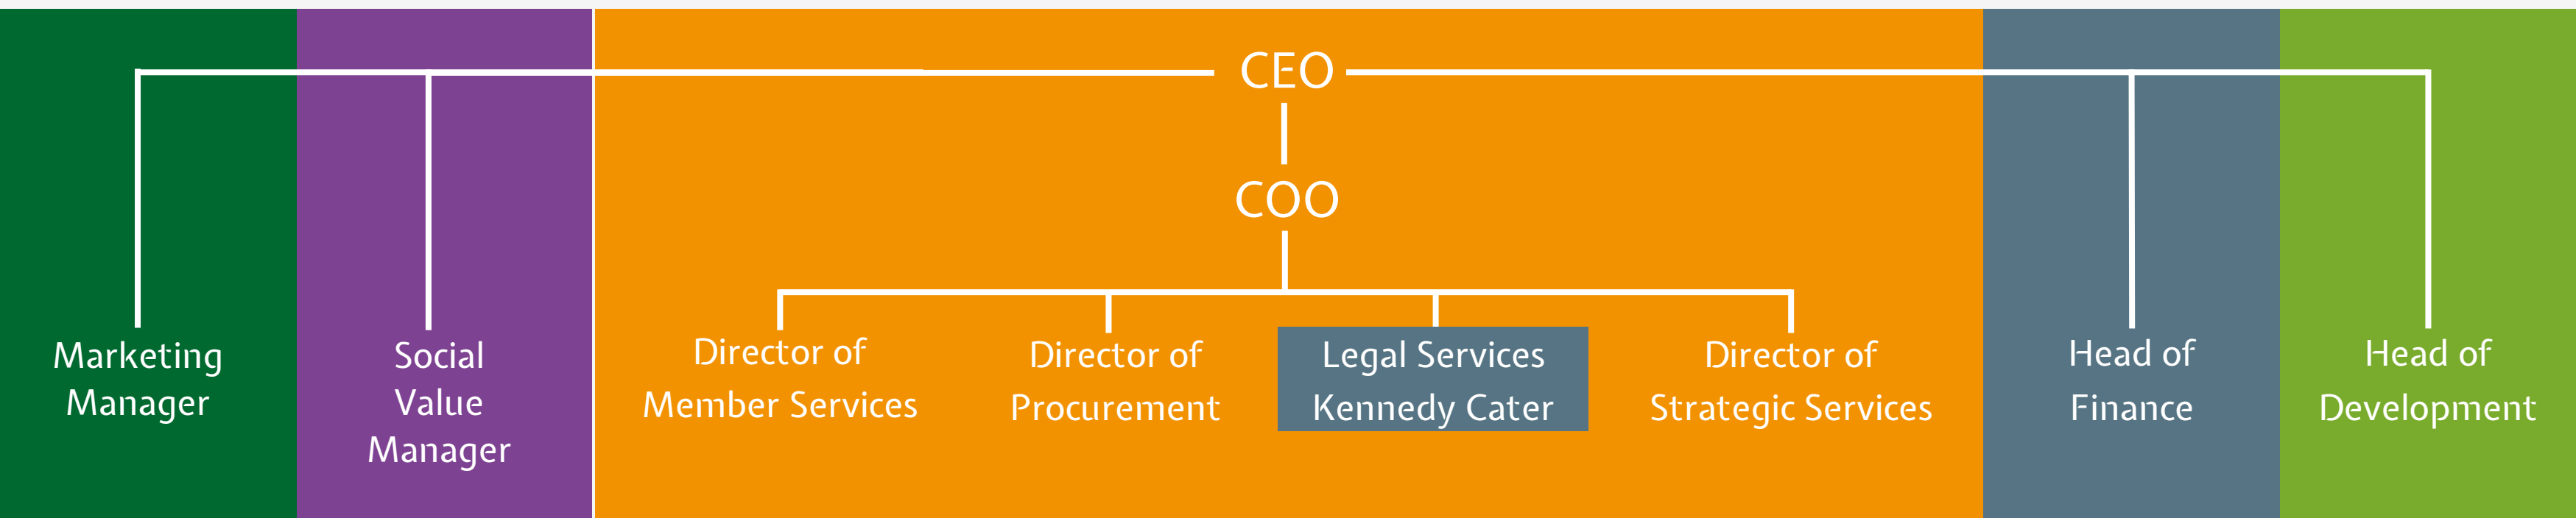 CEO
COO
Marketing
Manager
Social
Value
Manager
Director of
Member Services
Director of
Procurement
Legal Services
Kennedy Cater
Director of
Strategic Services
Head of
Finance
Head of
Development